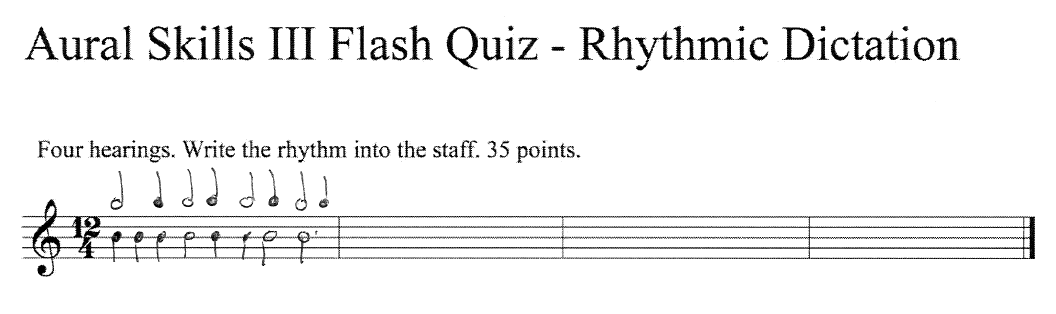 Aural Skills III Flash Quiz - Rhythmic Dictation
Four hearings. Write the rhythm into the staff. 35 points.
12
4